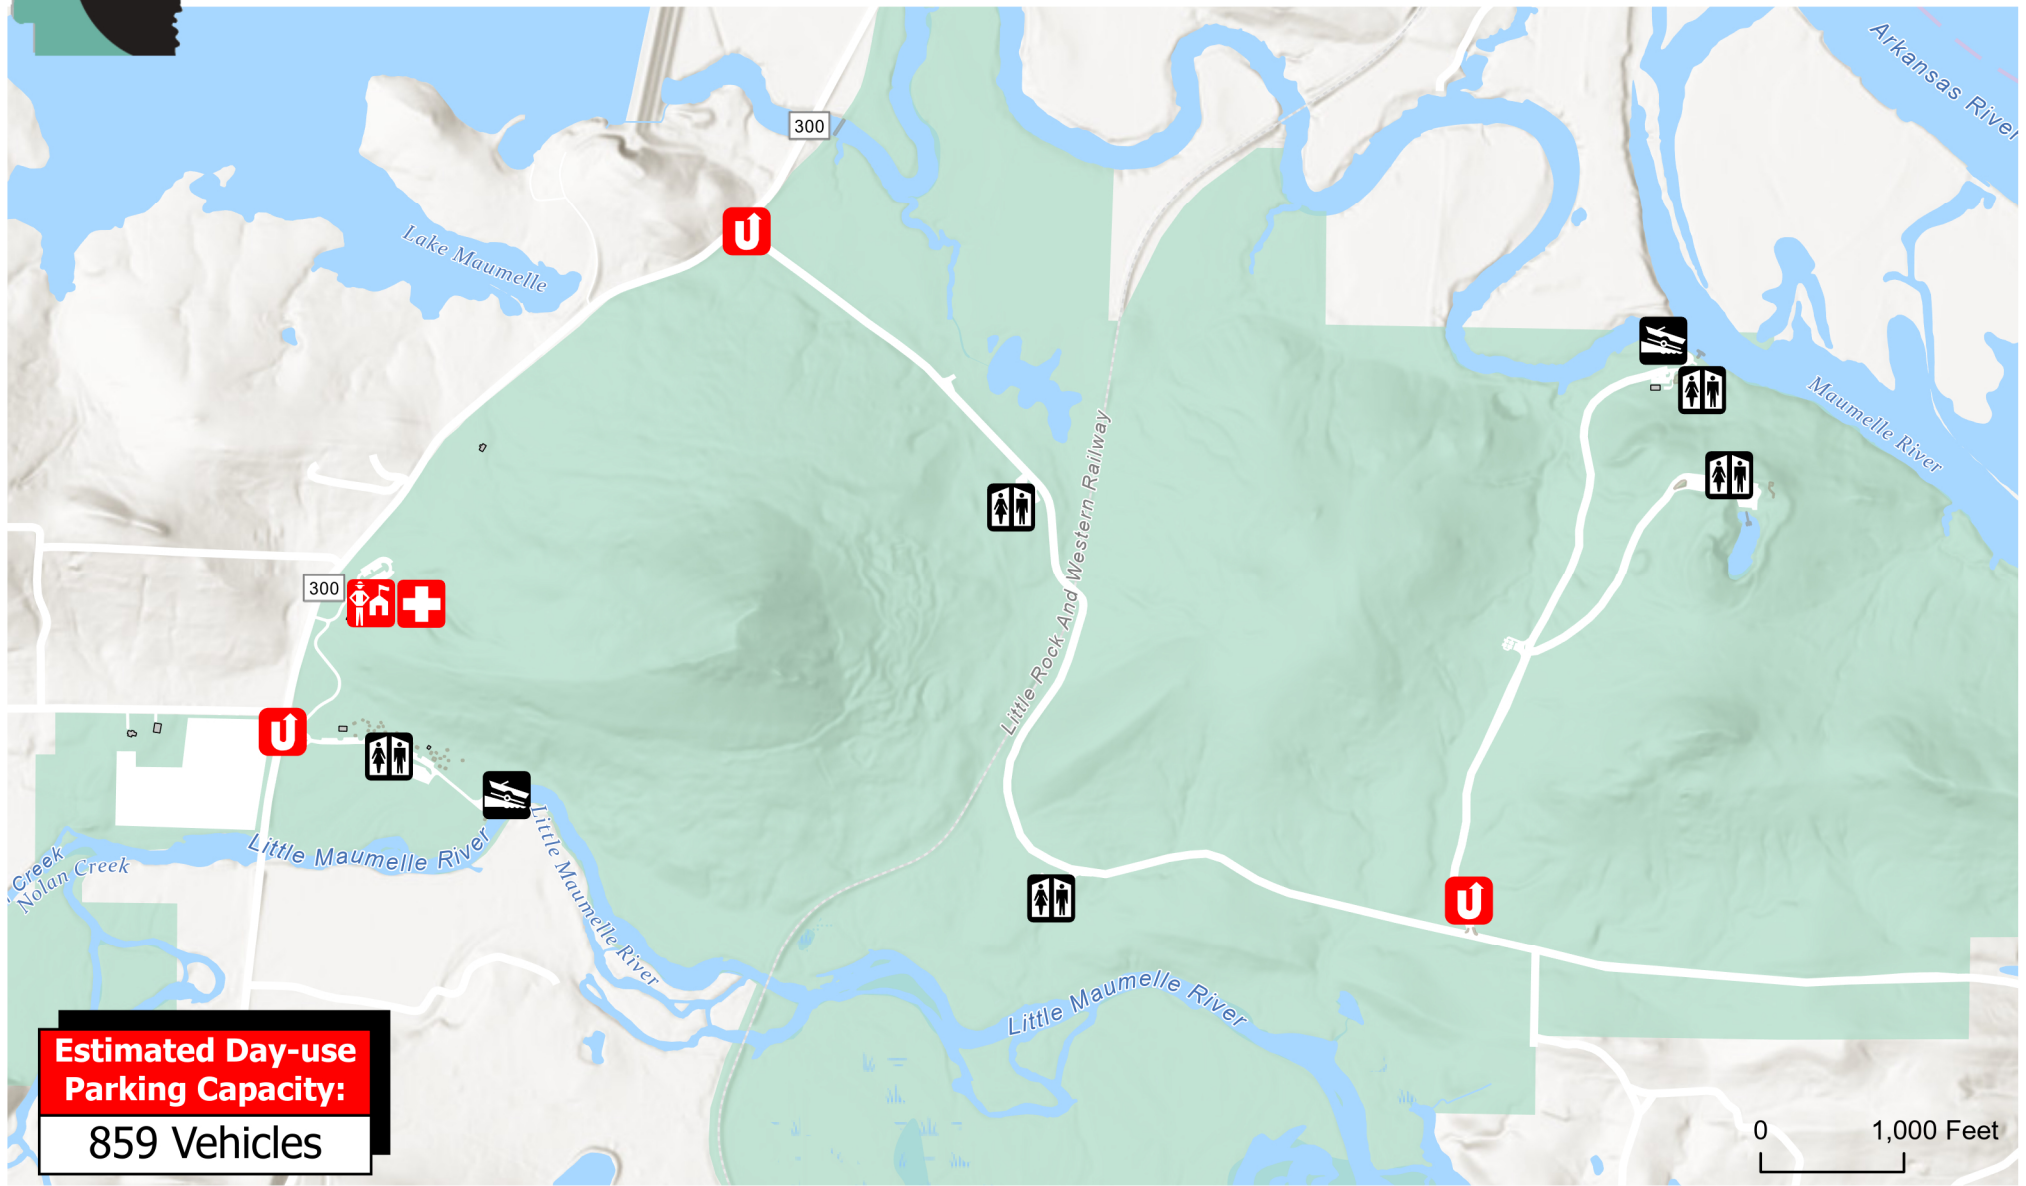 Arkansas River
300
Lake Maumelle
Maumelle River
Little Rock And Western Railway
300
Little Maumelle River
Little Maumelle River
Creek
Nolan Creek
Little Maumelle River
Estimated Day-use
Parking Capacity:
859 Vehicles
0 1,000 Feet